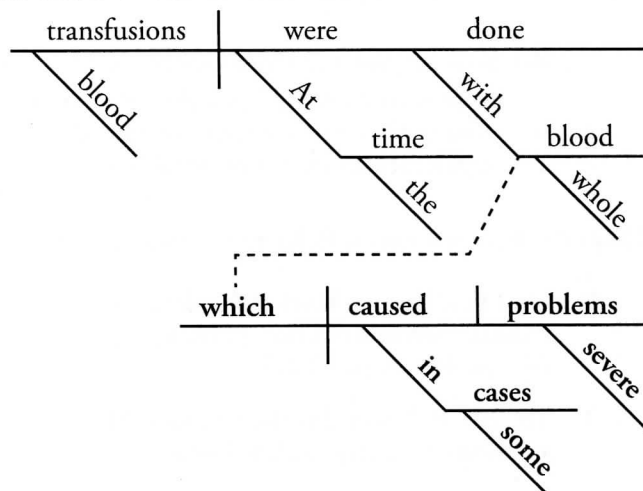 transfusions were done
blood At with
time blood
the whole
which caused problems
in severe
cases
some